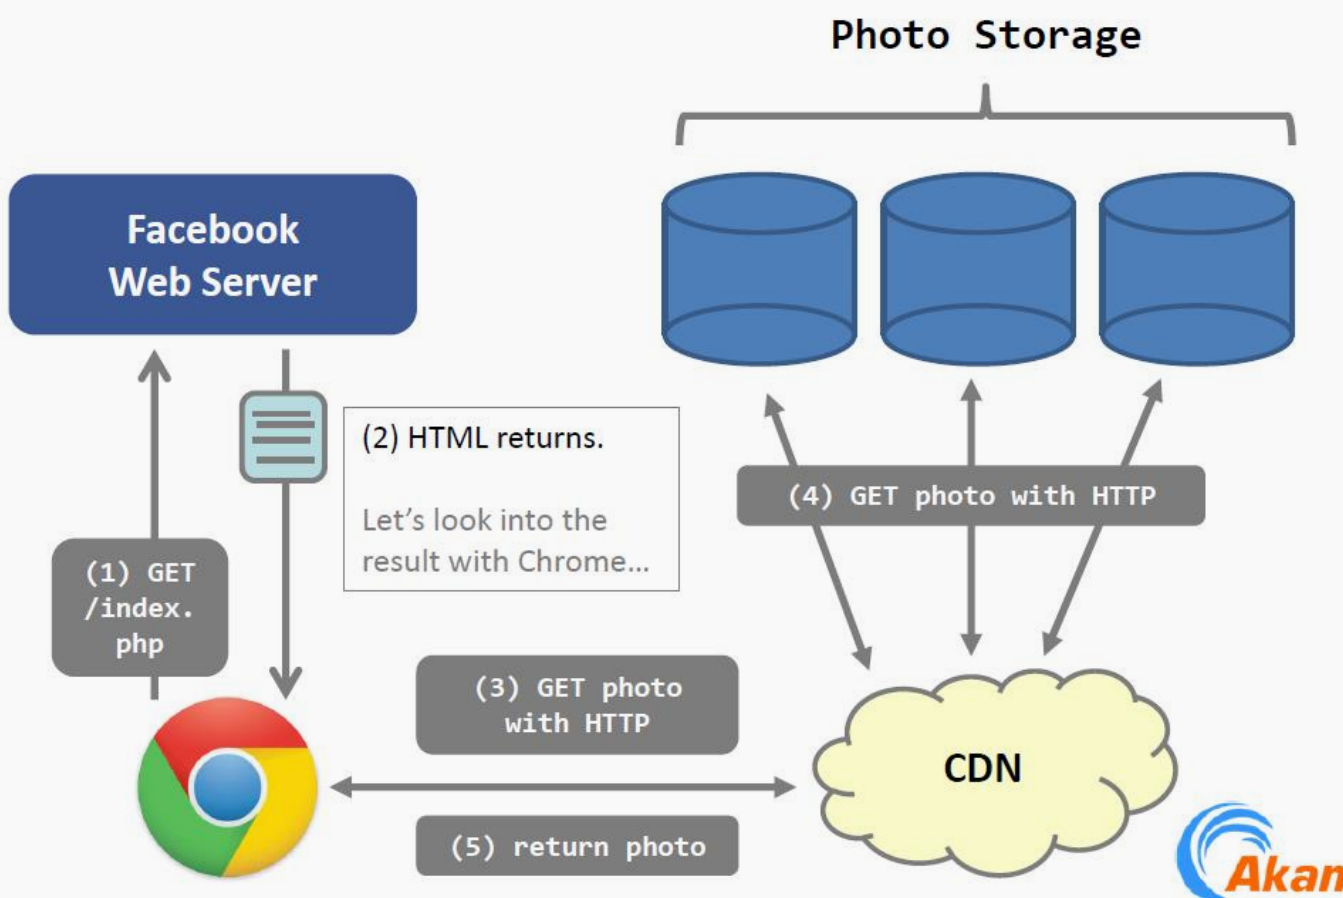 Photo Storage
Facebook
Web Server
(2) HTML returns.
Let's look into the
result with Chrome...
(1) GET
/index.
php
(4) GET photo with HTTP
(3) GET photo
with HTTP
CDN
(5) return photo
Akam